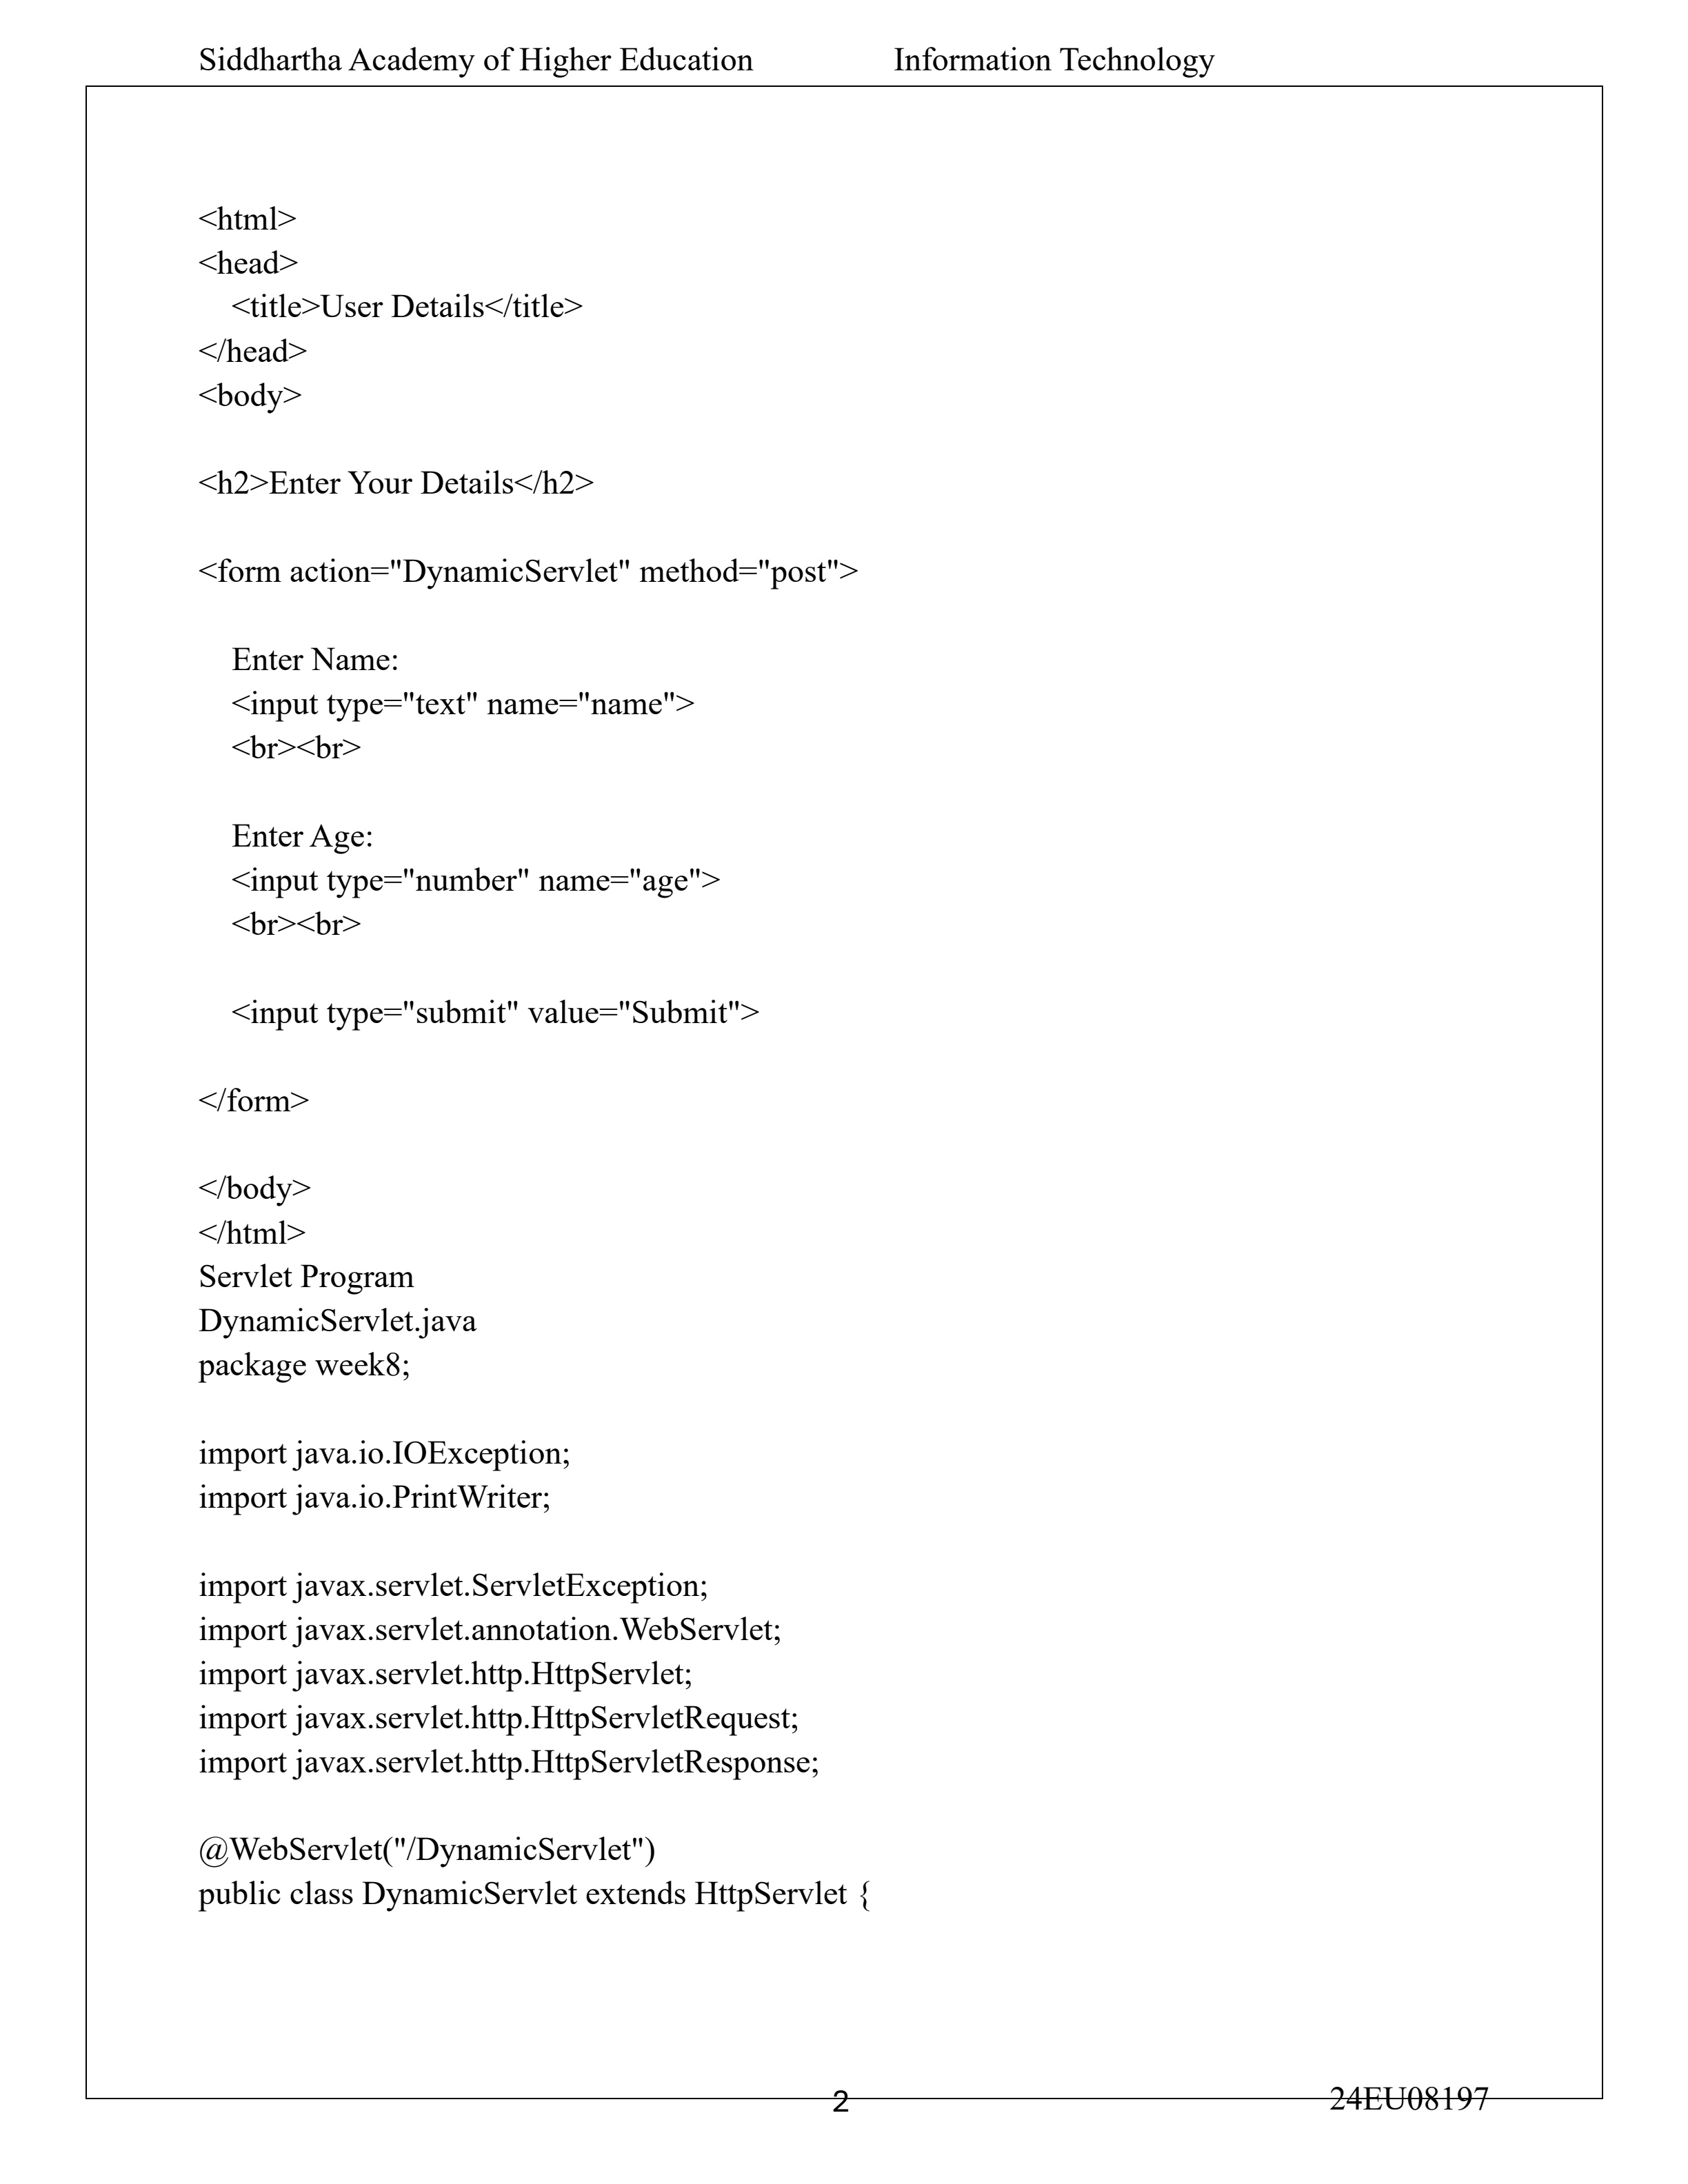 Siddhartha Academy of Higher Education Information Technology
<html>
<head>
<title>User Details</title>
</head>
<body>
<h2>Enter Your Details</h2>
<form action="DynamicServlet" method="post">
Enter Name:
<input type="text" name="name">
<br><br>
Enter Age:
<input type="number" name="age">
<br><br>
<input type="submit" value="Submit">
</form>
</body>
</html>
Servlet Program
DynamicServlet.java
package week8;
import java.io.IOException;
import java.io.PrintWriter;
import javax.servlet.ServletException;
import javax.servlet.annotation.WebServlet;
import javax.servlet.http.HttpServlet;
import javax.servlet.http.HttpServletRequest;
import javax.servlet.http.HttpServletResponse;
@WebServlet("/DynamicServlet")
public class DynamicServlet extends HttpServlet {
2 24EU08197